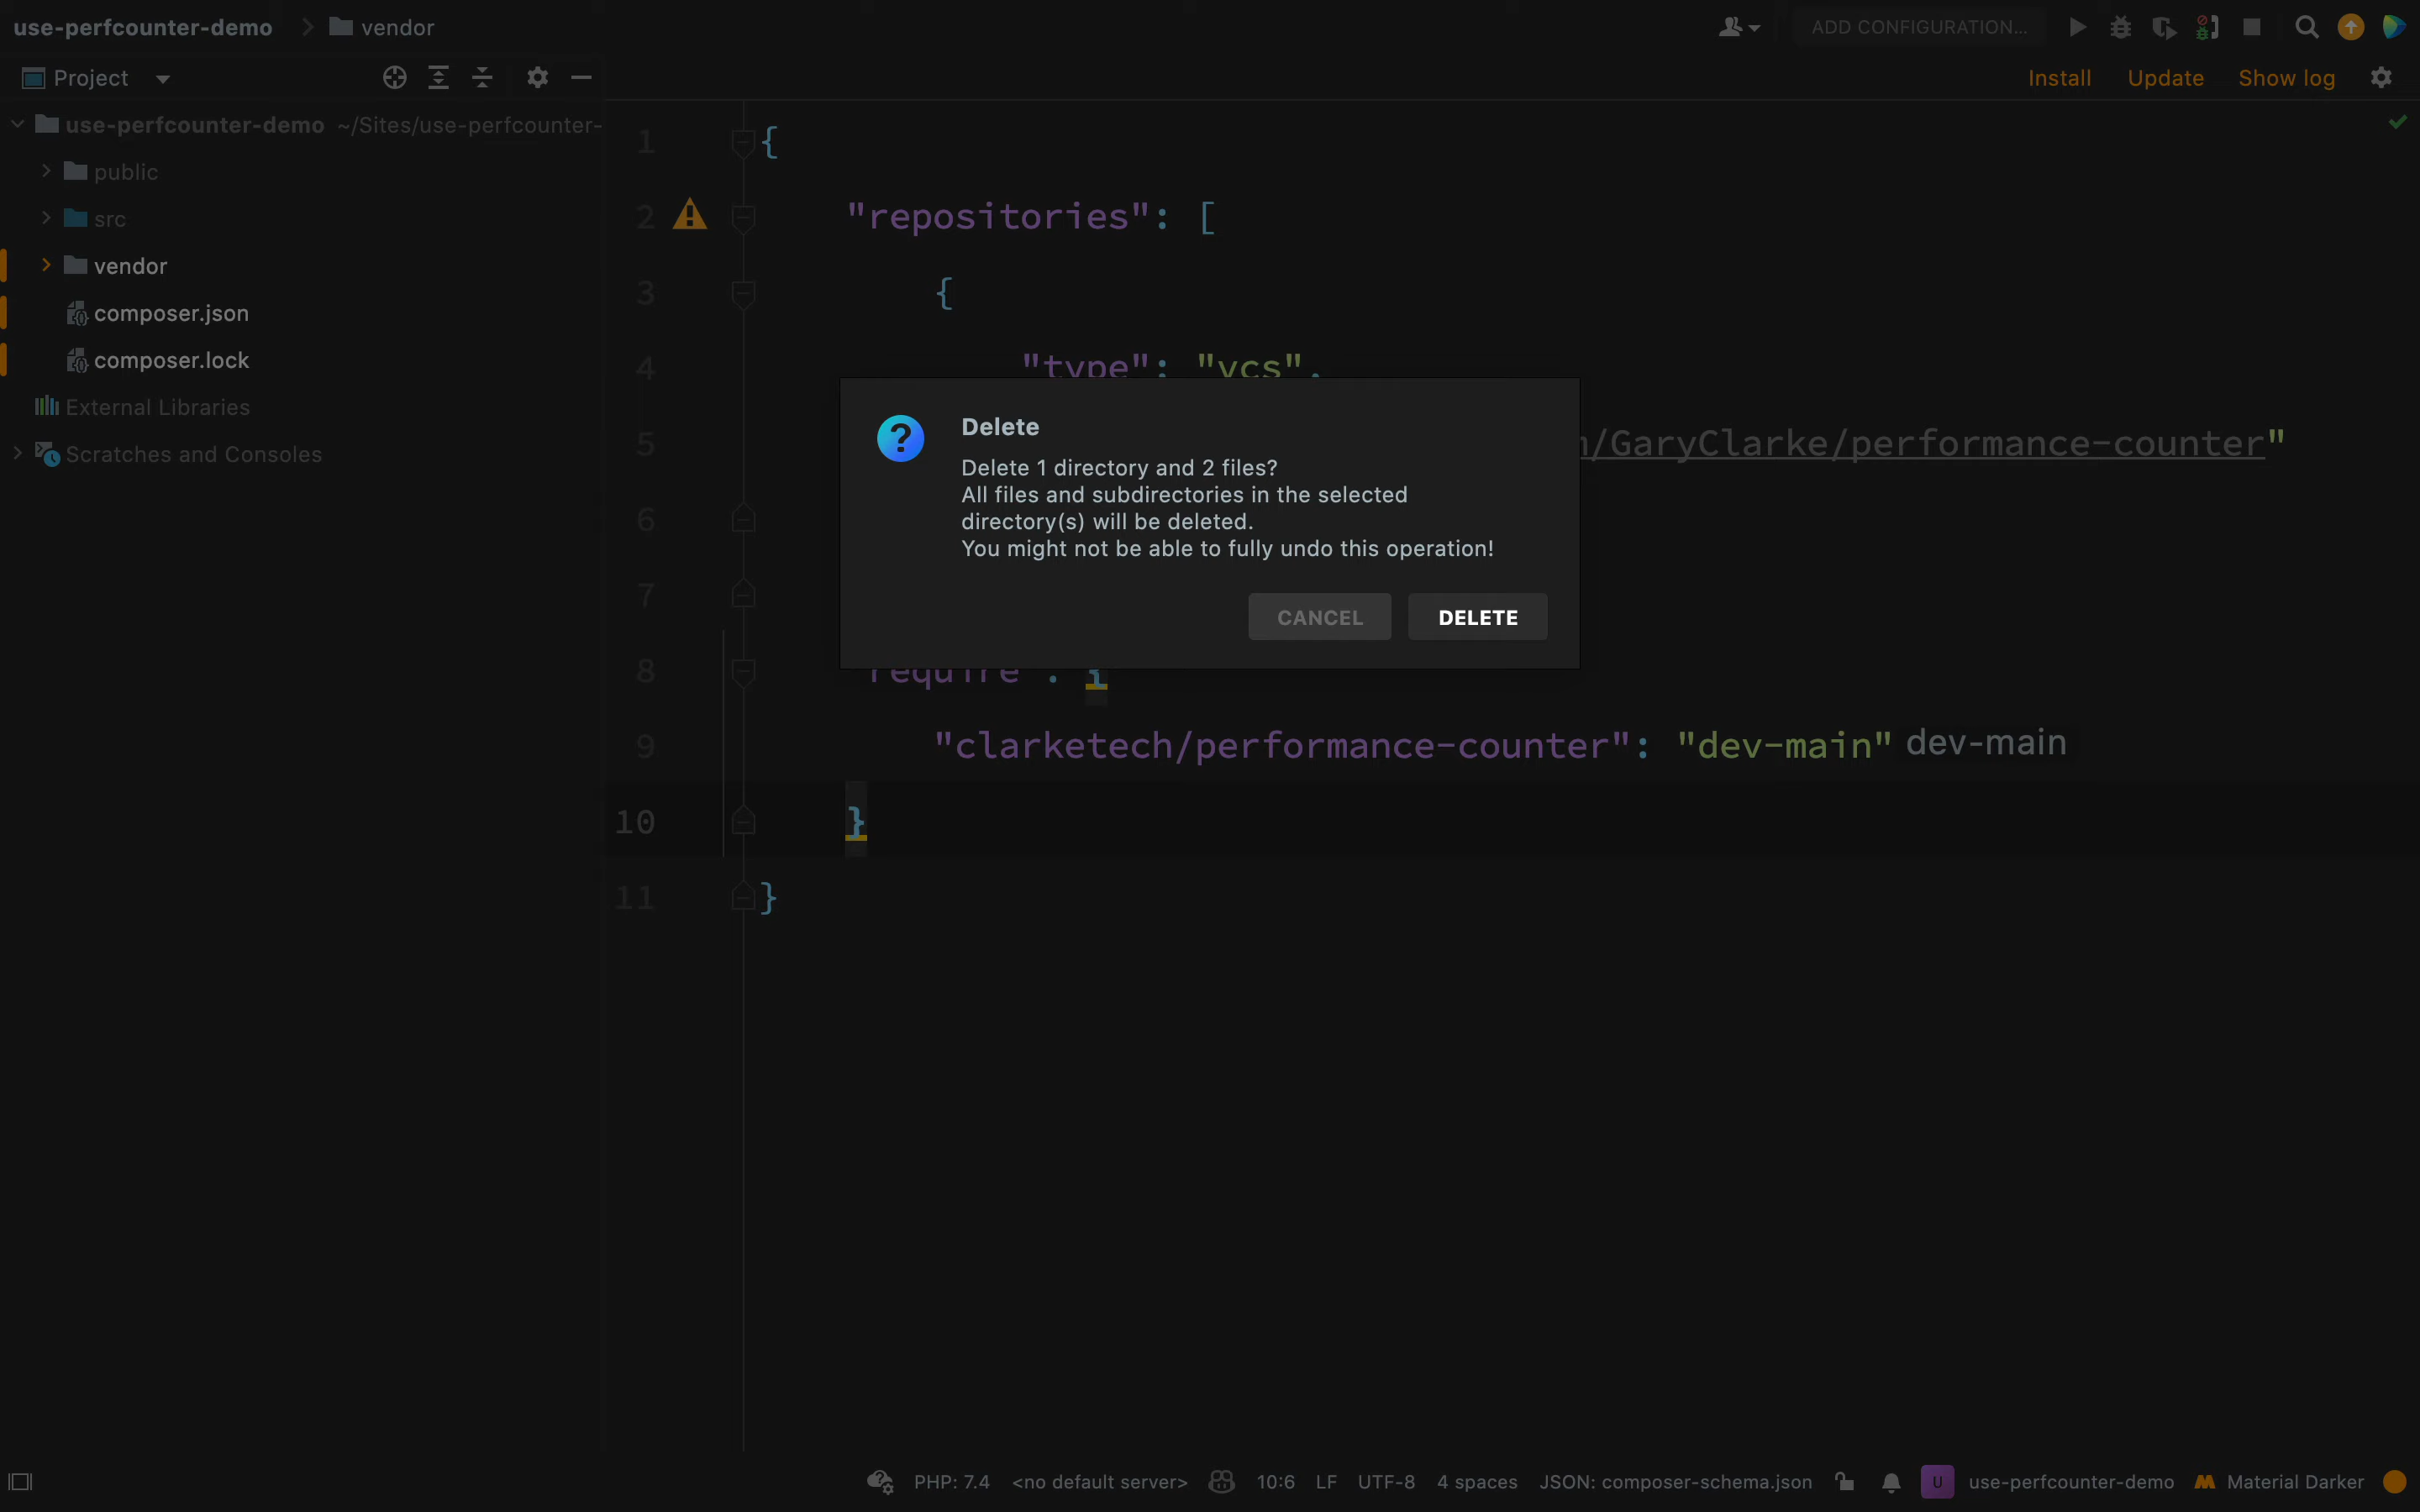 use-perfcounter-demo vendor
ADD CONFIGURATION...
Project
Install Update Show log
use-perfcounter-demo ~/Sites/use-perfcounter-
public
src
vendor
composer.json
composer.lock
External Libraries
Scratches and Consoles
1 {
2 "repositories": [
3 {
4 "type": "vcs",
5 /GaryClarke/performance-counter"
6
7
8 require : {
9 "clarketech/performance-counter": "dev-main" dev-main
10 }
11 }
Delete
Delete 1 directory and 2 files?
All files and subdirectories in the selected
directory(s) will be deleted.
You might not be able to fully undo this operation!
CANCEL DELETE
PHP: 7.4 <no default server> 10:6 LF UTF-8 4 spaces JSON: composer-schema.json U use-perfcounter-demo Material Darker